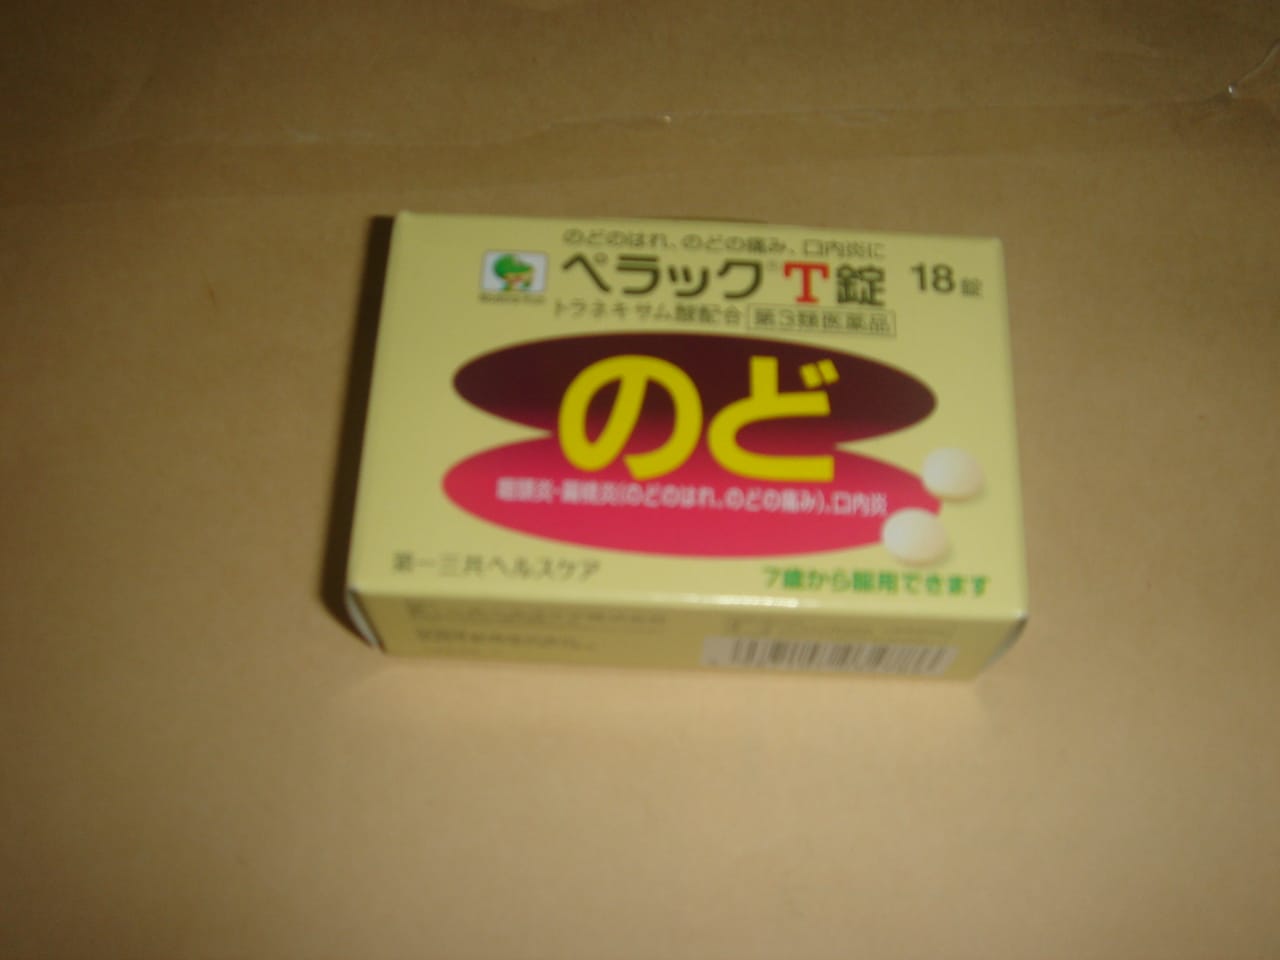 のどのはれ、のどの痛み、口内炎に
ペラックT錠 18錠
トラネキサム酸配合 第3類医薬品
のど
咽頭炎・扁桃炎(のどのはれ、のどの痛み)、口内炎
第一三共ヘルスケア
7歳から服用できます